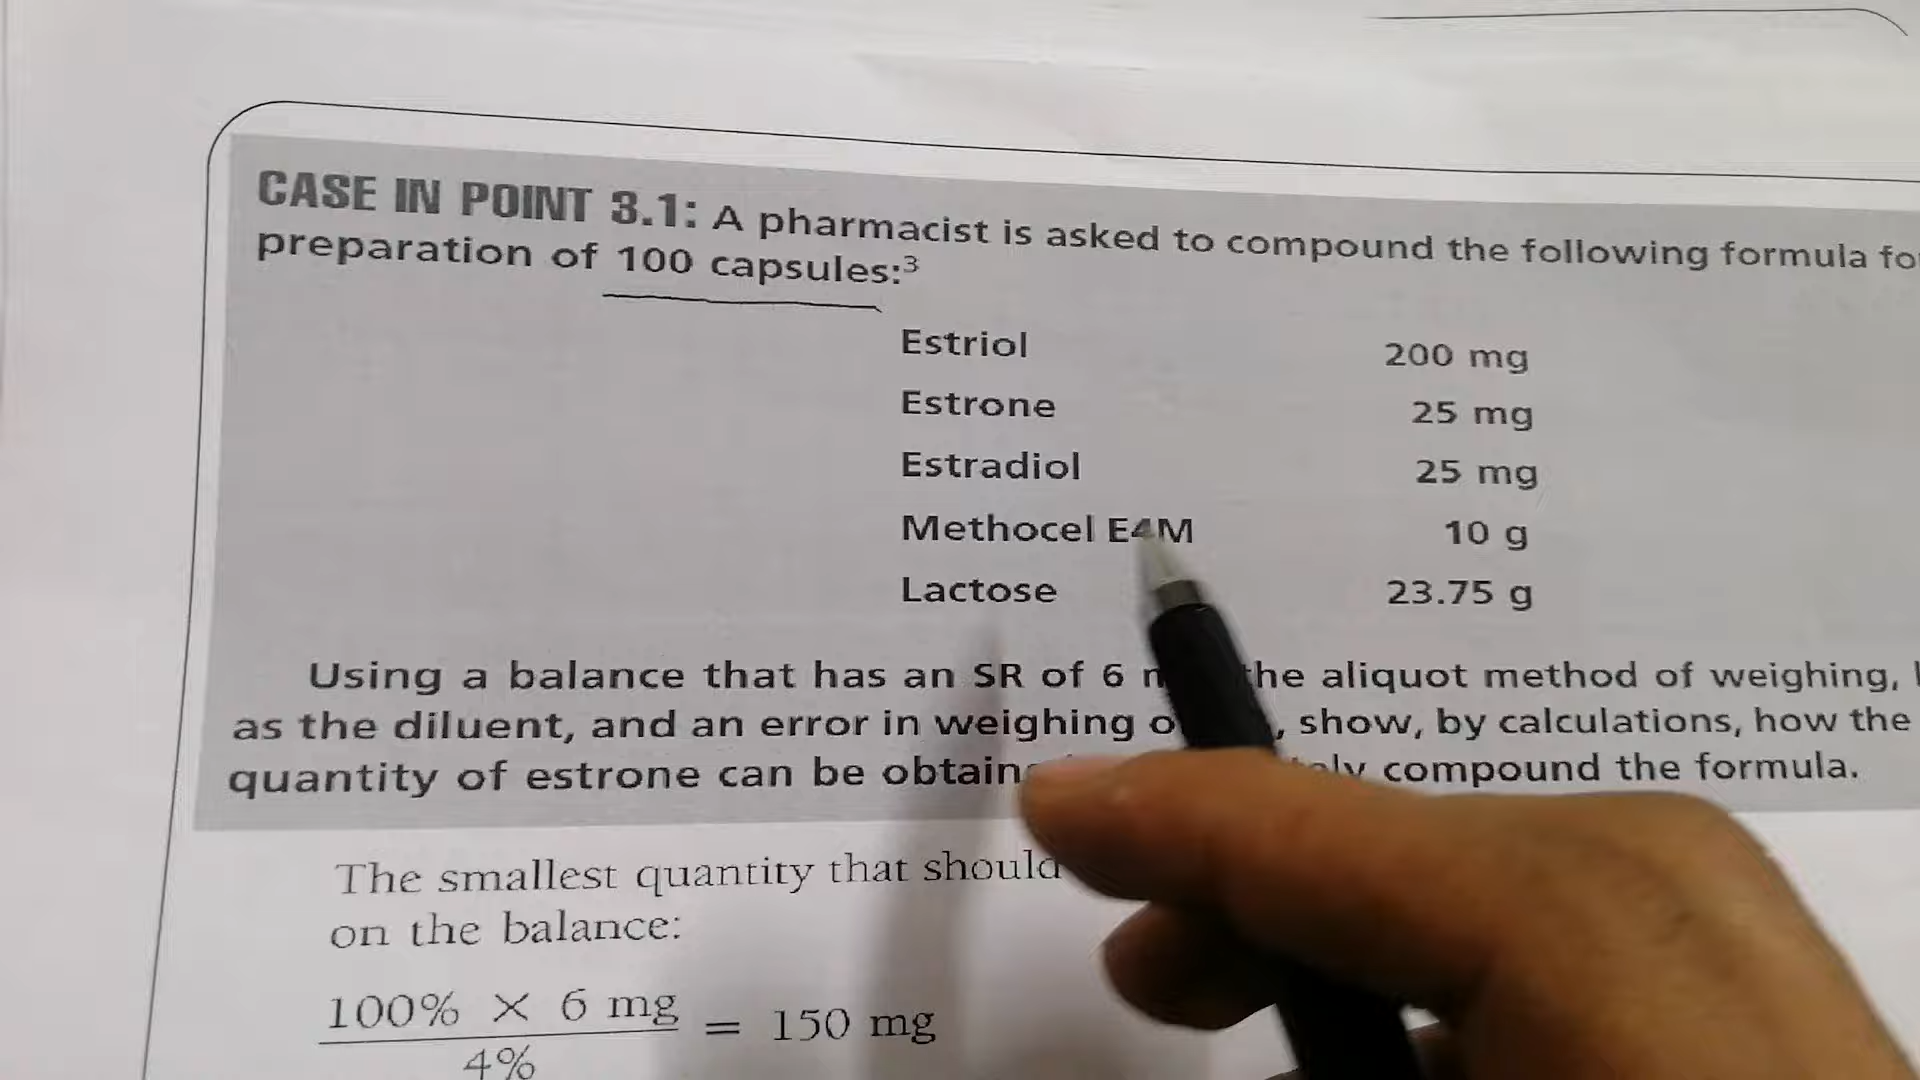 CASE IN POINT 3.1: A pharmacist is asked to compound the following formula
preparation of 100 capsules:³
Estriol 200 mg
Estrone 25 mg
Estradiol 25 mg
Methocel E4M 10 g
Lactose 23.75 g
Using a balance that has an SR of 6 the aliquot method of weighing,
as the diluent, and an error in weighing show, by calculations, how the
quantity of estrone can be compound the formula.
The smallest quantity that should
on the balance:
100% × 6 mg
= 150 mg
4%